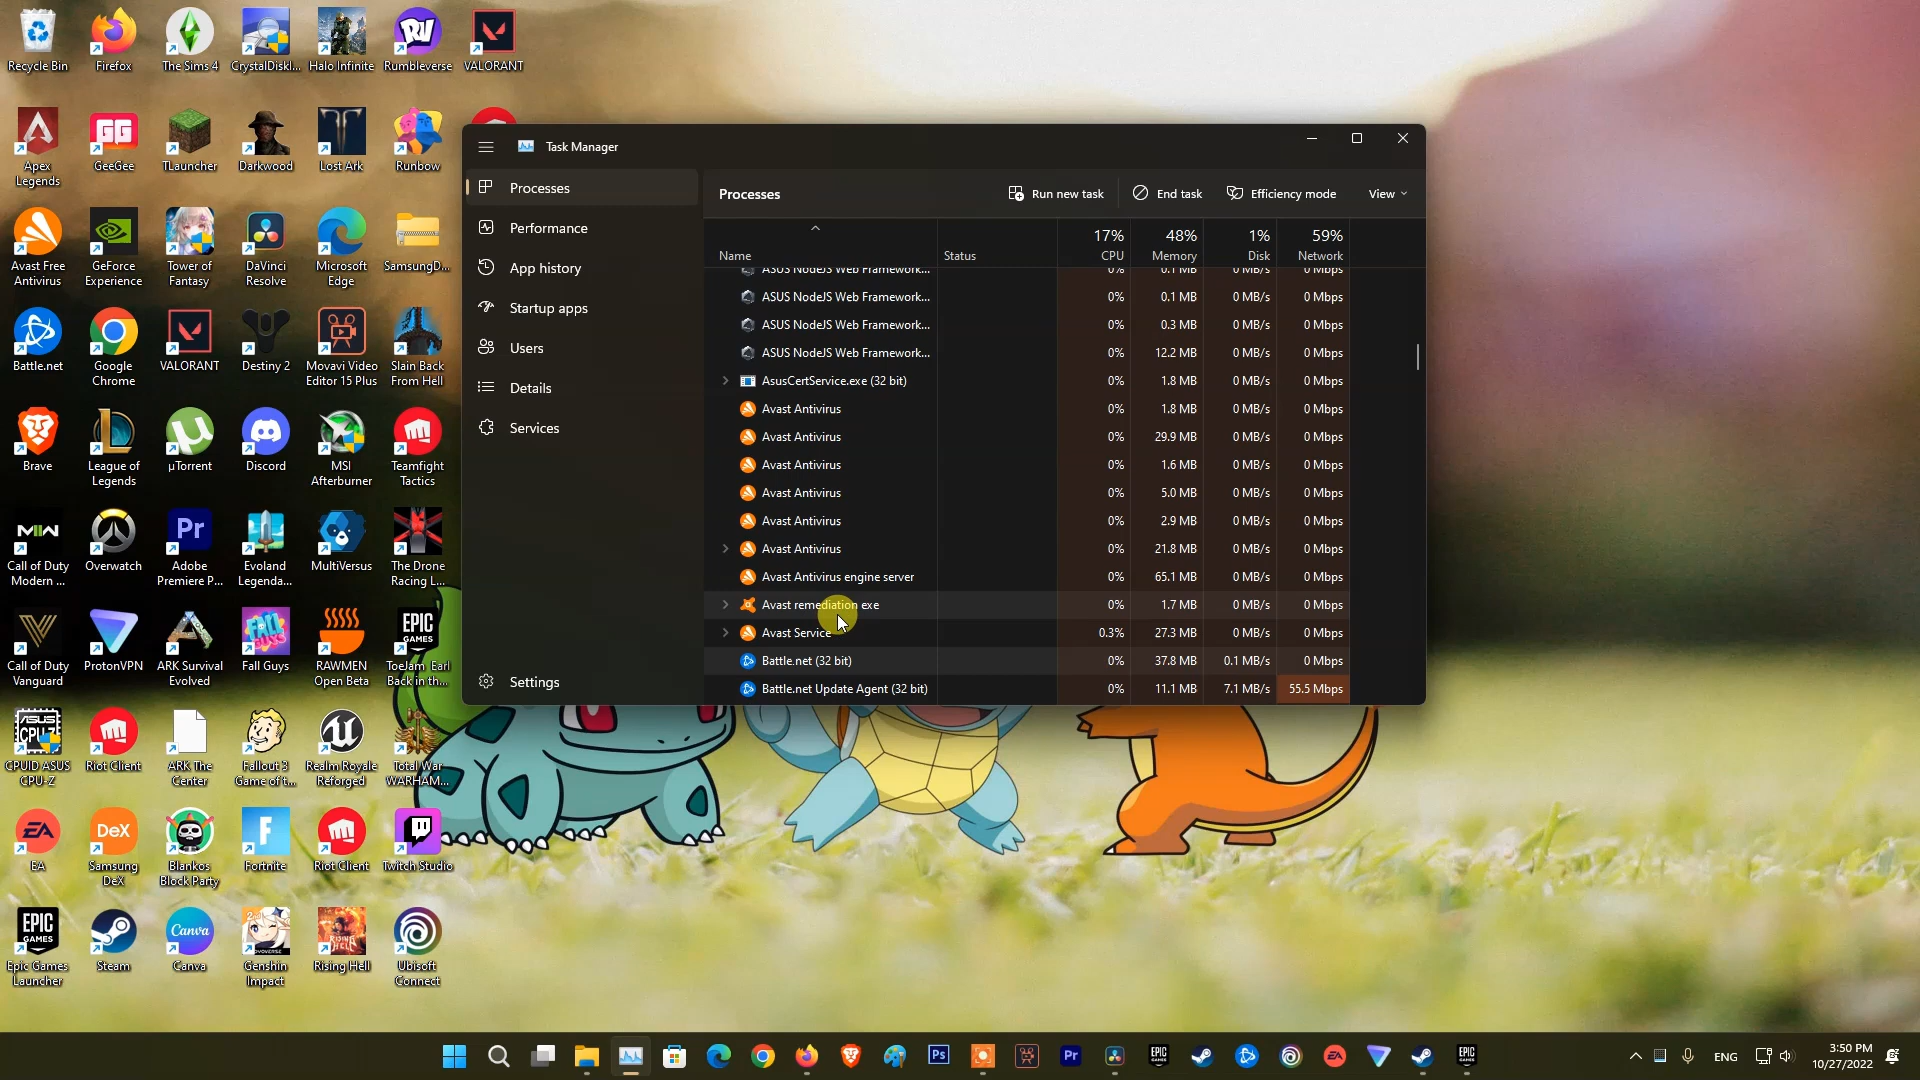 Recycle Bin
Firefox
The Sims 4
CrystalDiskI...
Halo Infinite
Rumbleverse
VALORANT
Apex
Legends
GeeGee
TLauncher
Darkwood
Lost Ark
Runbow
Avast Free
Antivirus
GeForce
Experience
Tower of
Fantasy
DaVinci
Resolve
Microsoft
Edge
SamsungD...
Battle.net
Google
Chrome
VALORANT
Destiny 2
Movavi Video
Editor 15 Plus
Slain Back
From Hell
Brave
League of
Legends
µTorrent
Discord
MSI
Afterburner
Teamfight
Tactics
Call of Duty
Modern ...
Overwatch
Adobe
Premiere P...
Evoland
Legenda...
MultiVersus
The Drone
Racing L...
Call of Duty
Vanguard
ProtonVPN
ARK Survival
Evolved
Fall Guys
RAWMEN
Open Beta
ToeJam Earl
Back in th...
CPUID ASUS
CPU-Z
Riot Client
ARK The
Center
Fallout 3
Game of t...
Realm Royale
Reforged
Total War
WARHAM...
EA
Samsung
DeX
Blankos
Block Party
Fortnite
Riot Client
Twitch Studio
Epic Games
Launcher
Steam
Canva
Genshin
Impact
Rising Hell
Ubisoft
Connect
Task Manager
Processes
Performance
App history
Startup apps
Users
Details
Services
Settings
Processes
Run new task
End task
Efficiency mode
View
17% 48% 1% 59%
Name Status CPU Memory Disk Network
ASUS NodeJS Web Framework... 0% 0.1 MB 0 MB/s 0 Mbps
ASUS NodeJS Web Framework... 0% 0.1 MB 0 MB/s 0 Mbps
ASUS NodeJS Web Framework... 0% 0.3 MB 0 MB/s 0 Mbps
ASUS NodeJS Web Framework... 0% 12.2 MB 0 MB/s 0 Mbps
AsusCertService.exe (32 bit) 0% 1.8 MB 0 MB/s 0 Mbps
Avast Antivirus 0% 1.8 MB 0 MB/s 0 Mbps
Avast Antivirus 0% 29.9 MB 0 MB/s 0 Mbps
Avast Antivirus 0% 1.6 MB 0 MB/s 0 Mbps
Avast Antivirus 0% 5.0 MB 0 MB/s 0 Mbps
Avast Antivirus 0% 2.9 MB 0 MB/s 0 Mbps
Avast Antivirus 0% 21.8 MB 0 MB/s 0 Mbps
Avast Antivirus engine server 0% 65.1 MB 0 MB/s 0 Mbps
Avast remediation exe 0% 1.7 MB 0 MB/s 0 Mbps
Avast Service 0.3% 27.3 MB 0 MB/s 0 Mbps
Battle.net (32 bit) 0% 37.8 MB 0.1 MB/s 0 Mbps
Battle.net Update Agent (32 bit) 0% 11.1 MB 7.1 MB/s 55.5 Mbps
ENG
3:50 PM
10/27/2022